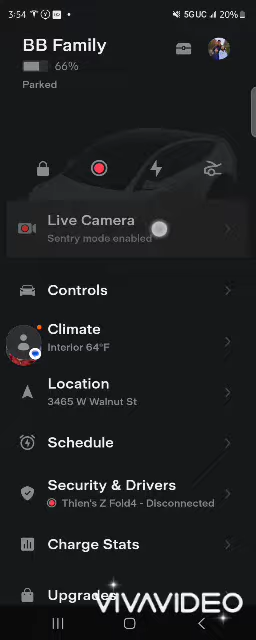 3:54
5GUC 20%
BB Family
66%
Parked
Live Camera
Sentry mode enabled
Controls
Climate
Interior 64°F
Location
3465 W Walnut St
Schedule
Security & Drivers
Thien's Z Fold4 - Disconnected
Charge Stats
Upgrades
VIVAVIDEO